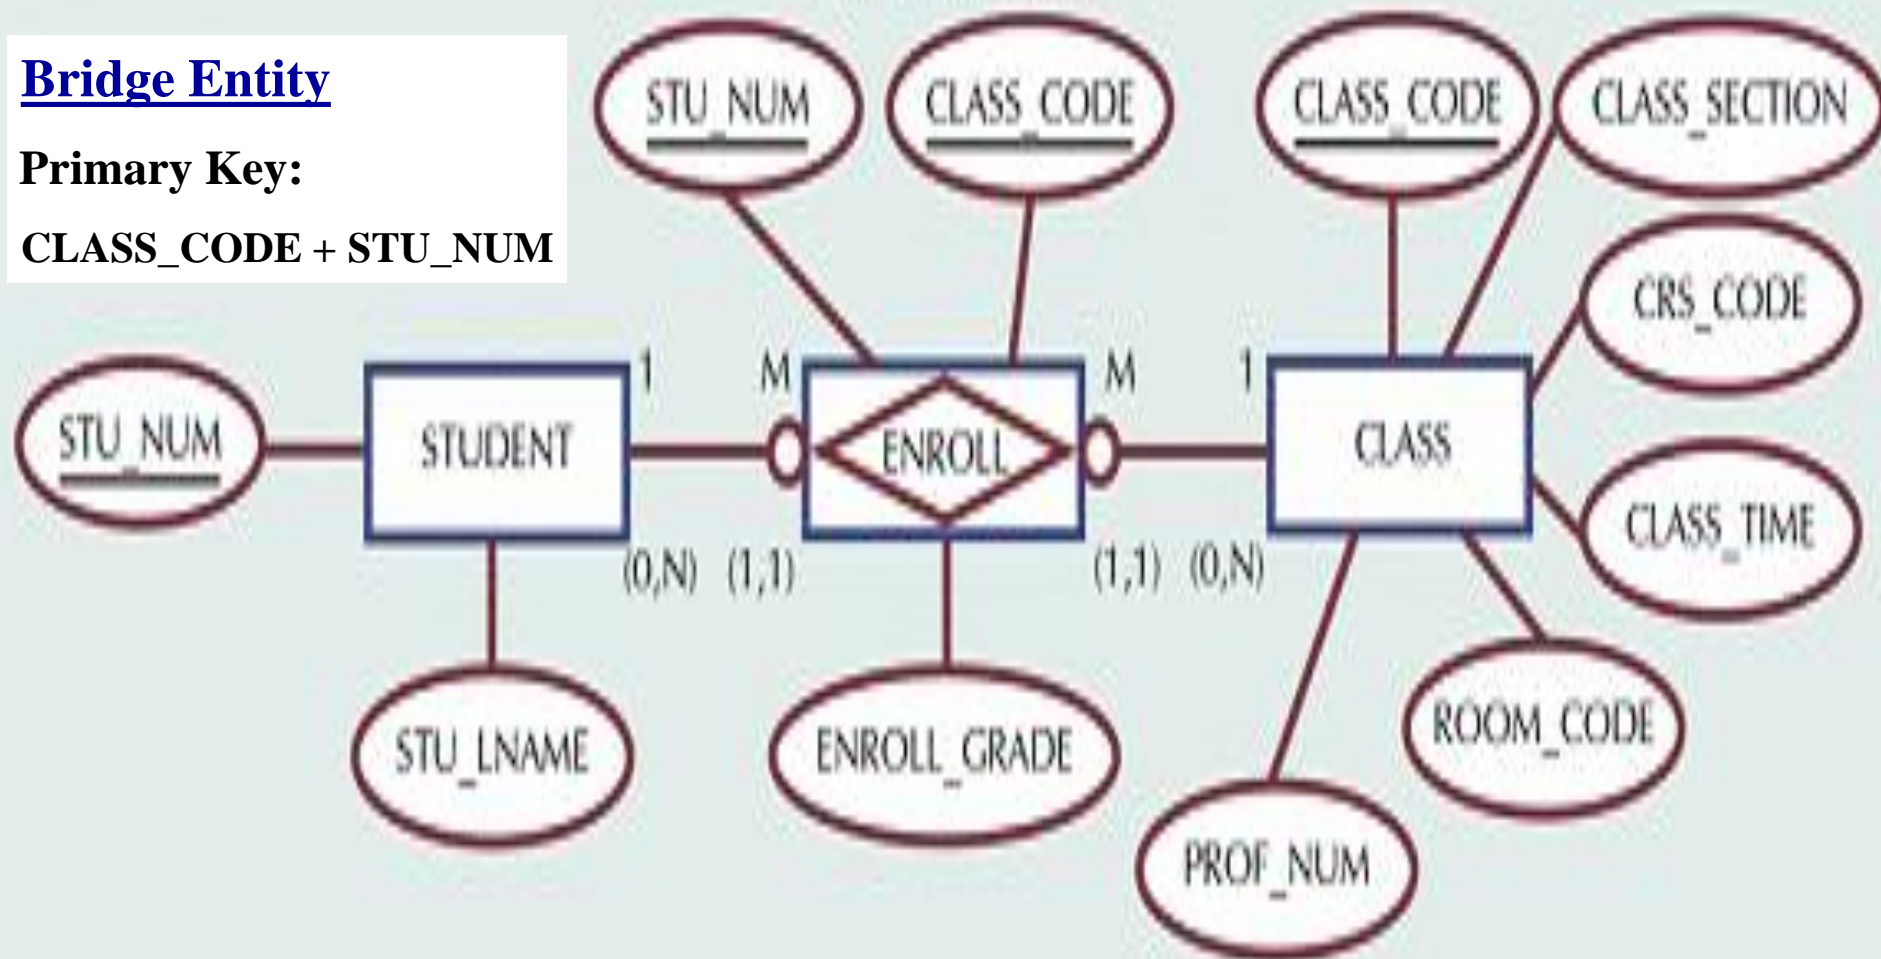 Bridge Entity
Primary Key:
CLASS_CODE + STU_NUM
STU_NUM
CLASS_CODE
CLASS_CODE
CLASS_SECTION
CRS_CODE
1
M
M
1
STU_NUM
STUDENT
ENROLL
CLASS
CLASS_TIME
(0,N)
(1,1)
(1,1)
(0,N)
STU_LNAME
ENROLL_GRADE
ROOM_CODE
PROF_NUM